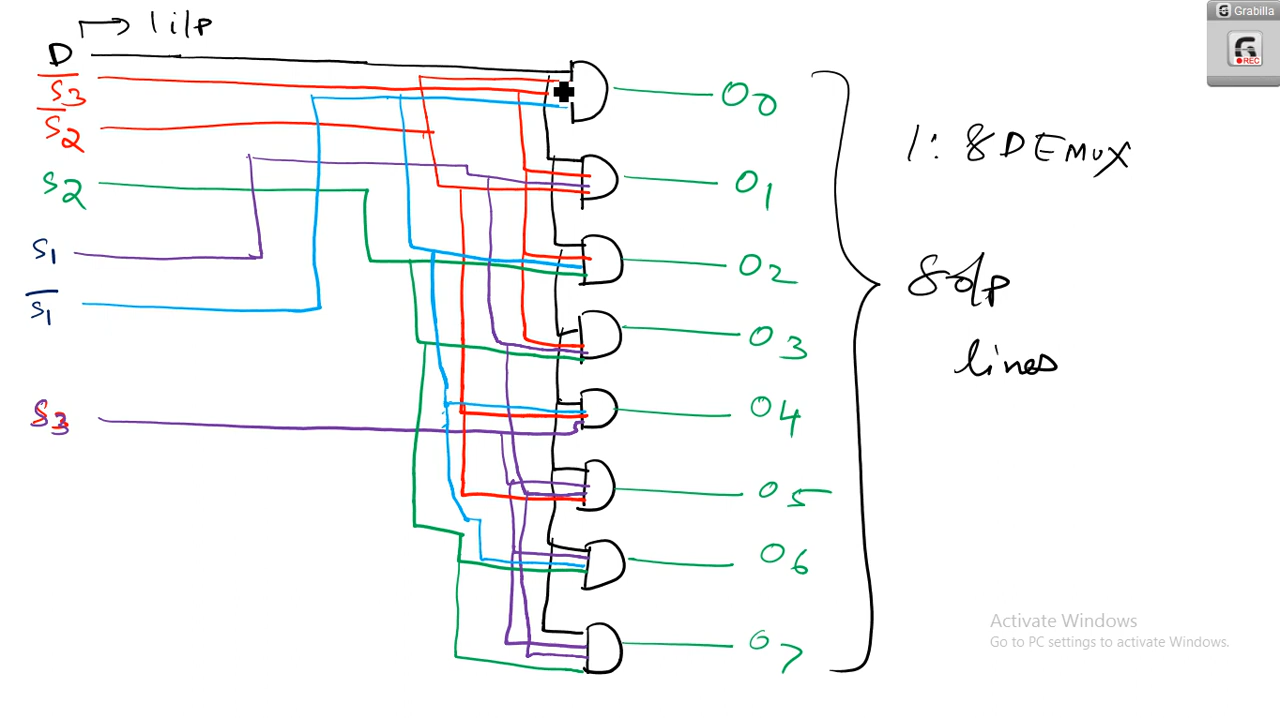 1 i/p
Grabilla
REC
D
S̅3̅
S̅2̅
S2
S1
S̅1̅
S3
O0
O1
O2
O3
O4
O5
O6
O7
1:8 DEMUX
8 o/p
lines
Activate Windows
Go to PC settings to activate Windows.